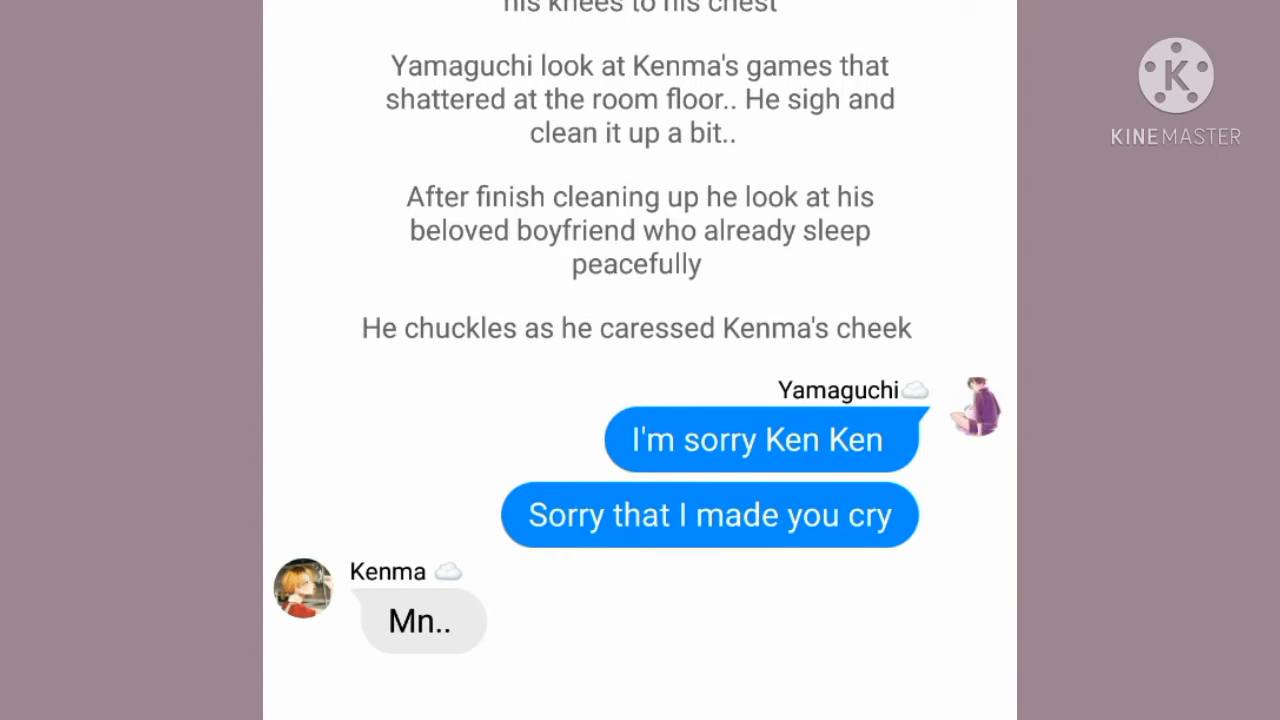 his knees to his chest
Yamaguchi look at Kenma's games that
shattered at the room floor.. He sigh and
clean it up a bit..
After finish cleaning up he look at his
beloved boyfriend who already sleep
peacefully
He chuckles as he caressed Kenma's cheek
Yamaguchi☁️
I'm sorry Ken Ken
Sorry that I made you cry
Kenma ☁️
Mn..
K
KINEMASTER